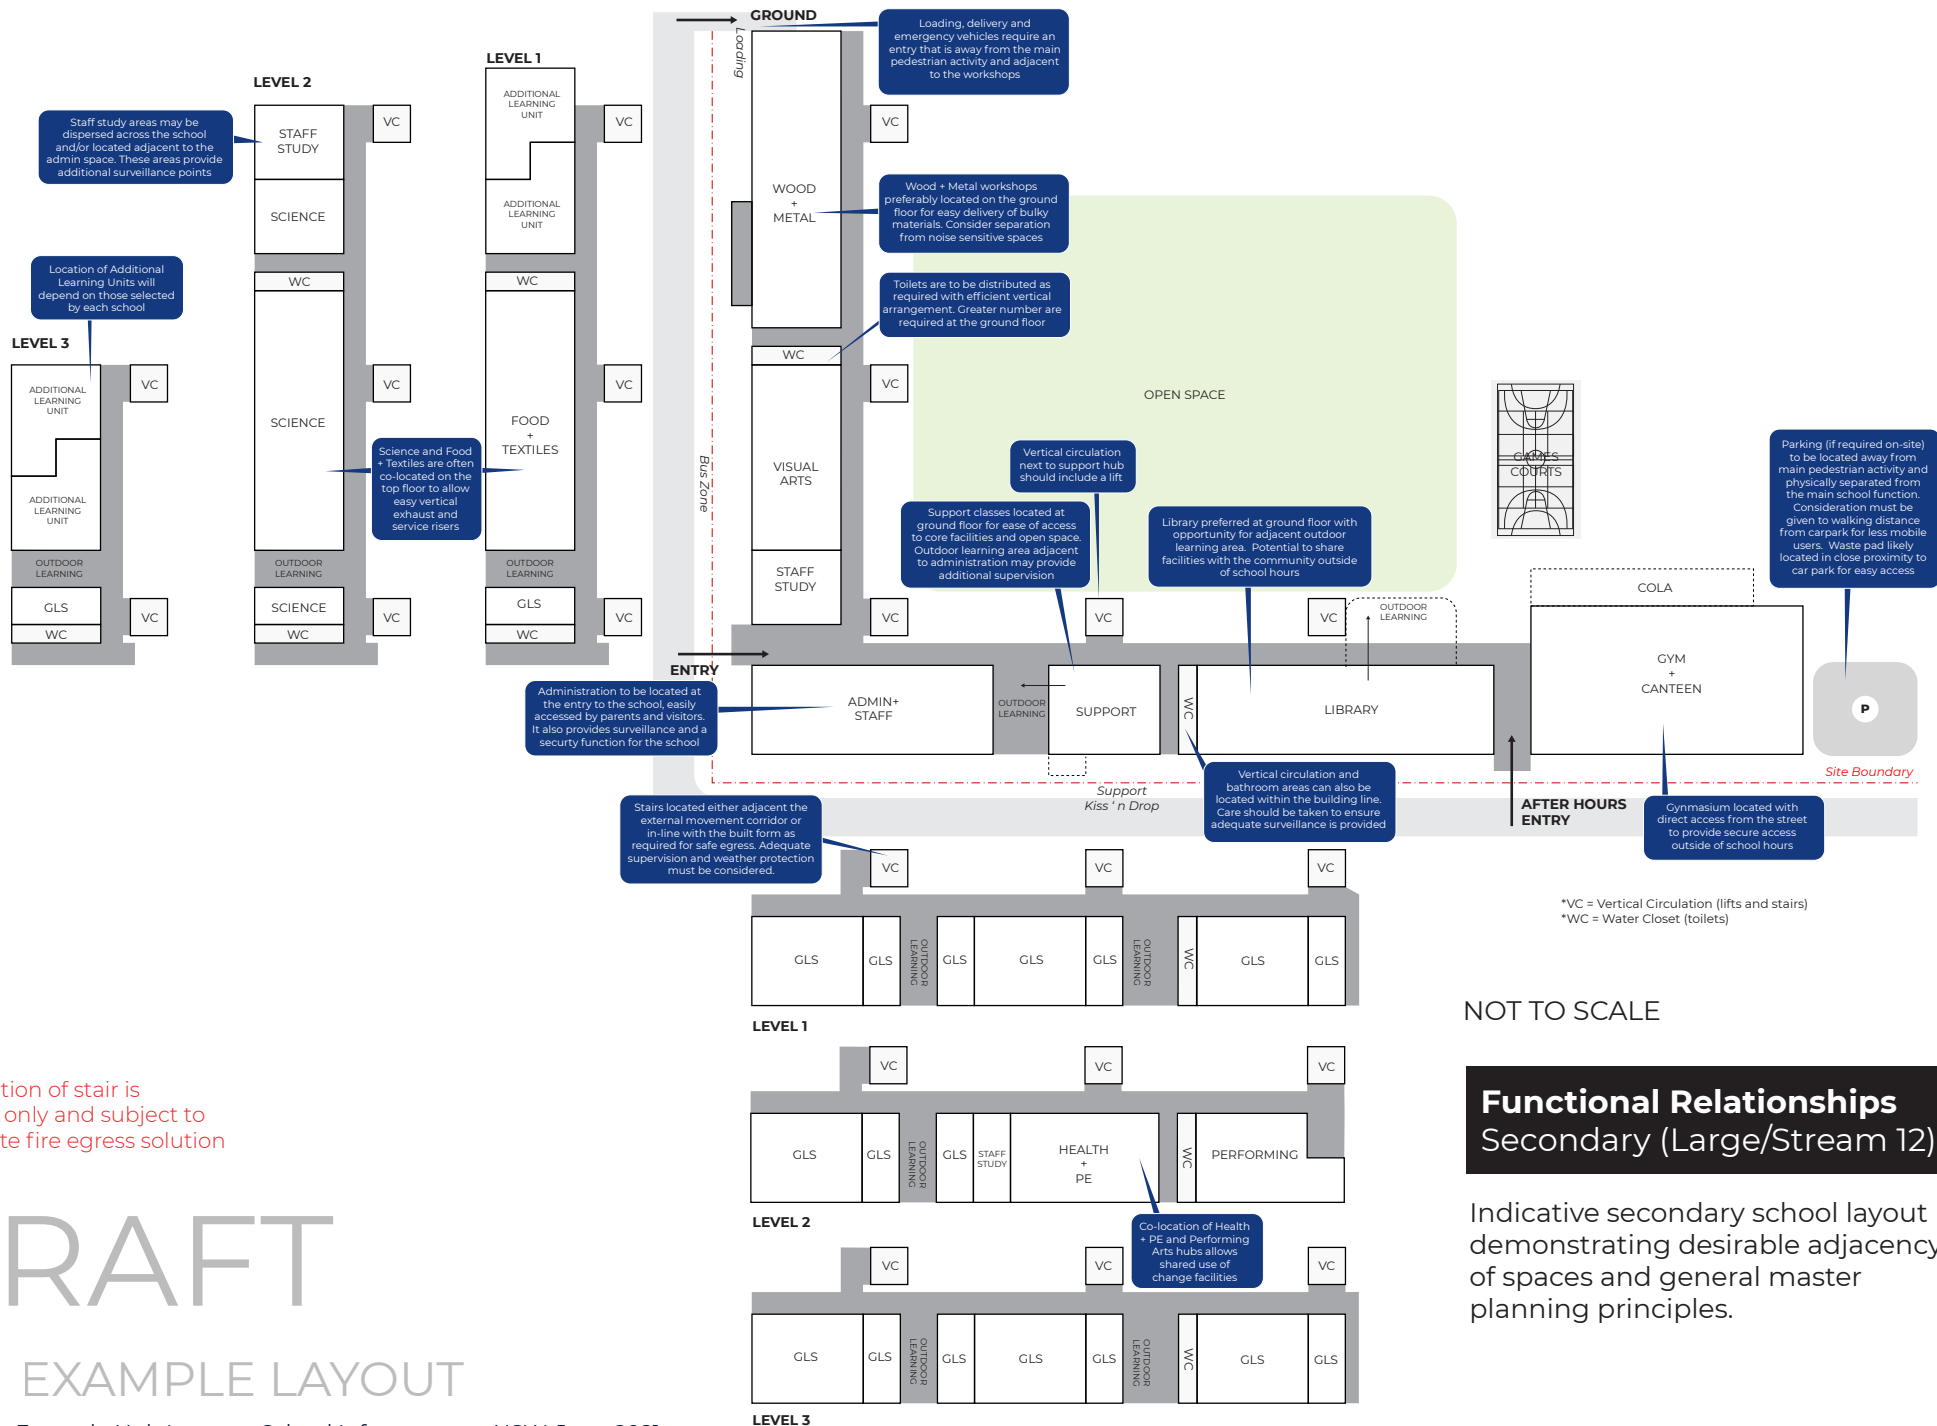 GROUND
Loading
Loading, delivery and
emergency vehicles require an
entry that is away from the main
pedestrian activity and adjacent
to the workshops
LEVEL 1
ADDITIONAL
LEARNING
UNIT
ADDITIONAL
LEARNING
UNIT
VC
WC
FOOD
+
TEXTILES
VC
OUTDOOR
LEARNING
GLS
WC
VC
LEVEL 2
Staff study areas may be
dispersed across the school
and/or located adjacent to the
admin space. These areas provide
additional surveillance points
STAFF
STUDY
VC
SCIENCE
WC
SCIENCE
VC
Science and Food
+ Textiles are often
co-located on the
top floor to allow
easy vertical
exhaust and
service risers
OUTDOOR
LEARNING
SCIENCE
WC
VC
Location of Additional
Learning Units will
depend on those selected
by each school
LEVEL 3
ADDITIONAL
LEARNING
UNIT
ADDITIONAL
LEARNING
UNIT
VC
OUTDOOR
LEARNING
GLS
WC
VC
VC
WOOD
+
METAL
Wood + Metal workshops
preferably located on the ground
floor for easy delivery of bulky
materials. Consider separation
from noise sensitive spaces
Toilets are to be distributed as
required with efficient vertical
arrangement. Greater number are
required at the ground floor
WC
VC
OPEN SPACE
Bus Zone
VISUAL
ARTS
Vertical circulation
next to support hub
should include a lift
GAMES
COURTS
Parking (if required on-site)
to be located away from
main pedestrian activity and
physically separated from
the main school function.
Consideration must be
given to walking distance
from carpark for less mobile
users. Waste pad likely
located in close proximity to
car park for easy access
Support classes located at
ground floor for ease of access
to core facilities and open space.
Outdoor learning area adjacent
to administration may provide
additional supervision
Library preferred at ground floor with
opportunity for adjacent outdoor
learning area. Potential to share
facilities with the community outside
of school hours
STAFF
STUDY
VC
VC
VC
OUTDOOR
LEARNING
COLA
ENTRY
Administration to be located at
the entry to the school, easily
accessed by parents and visitors.
It also provides surveillance and a
securty function for the school
ADMIN+
STAFF
OUTDOOR
LEARNING
SUPPORT
WC
LIBRARY
GYM
+
CANTEEN
P
Site Boundary
Support
Kiss ‘ n Drop
Vertical circulation and
bathroom areas can also be
located within the building line.
Care should be taken to ensure
adequate surveillance is provided
AFTER HOURS
ENTRY
Gynmasium located with
direct access from the street
to provide secure access
outside of school hours
Stairs located either adjacent the
external movement corridor or
in-line with the built form as
required for safe egress. Adequate
supervision and weather protection
must be considered.
VC
VC
VC
*VC = Vertical Circulation (lifts and stairs)
*WC = Water Closet (toilets)
GLS
GLS
OUTDOOR
LEARNING
GLS
GLS
GLS
OUTDOOR
LEARNING
WC
GLS
GLS
LEVEL 1
NOT TO SCALE
VC
VC
VC
GLS
GLS
OUTDOOR
LEARNING
GLS
STAFF
STUDY
HEALTH
+
PE
WC
PERFORMING
LEVEL 2
Co-location of Health
+ PE and Performing
Arts hubs allows
shared use of
change facilities
VC
VC
VC
GLS
GLS
OUTDOOR
LEARNING
GLS
GLS
GLS
OUTDOOR
LEARNING
WC
GLS
GLS
LEVEL 3
Functional Relationships
Secondary (Large/Stream 12)
Indicative secondary school layout
demonstrating desirable adjacency
of spaces and general master
planning principles.
tion of stair is
only and subject to
te fire egress solution
RAFT
EXAMPLE LAYOUT